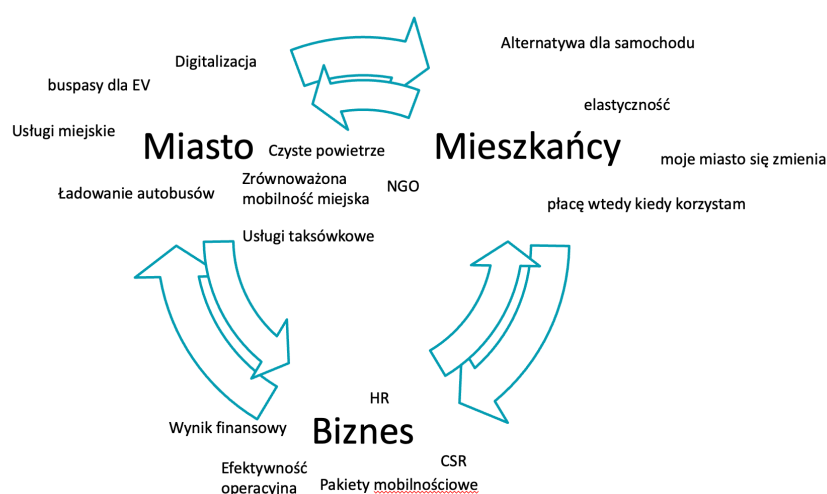 Digitalizacja
Alternatywa dla samochodu
buspasy dla EV
elastyczność
Usługi miejskie
Miasto
Czyste powietrze
Mieszkańcy
moje miasto się zmienia
Ładowanie autobusów
Zrównoważona
mobilność miejska
NGO
płacę wtedy kiedy korzystam
Usługi taksówkowe
HR
Wynik finansowy
Biznes
CSR
Efektywność
operacyjna
Pakiety mobilnościowe